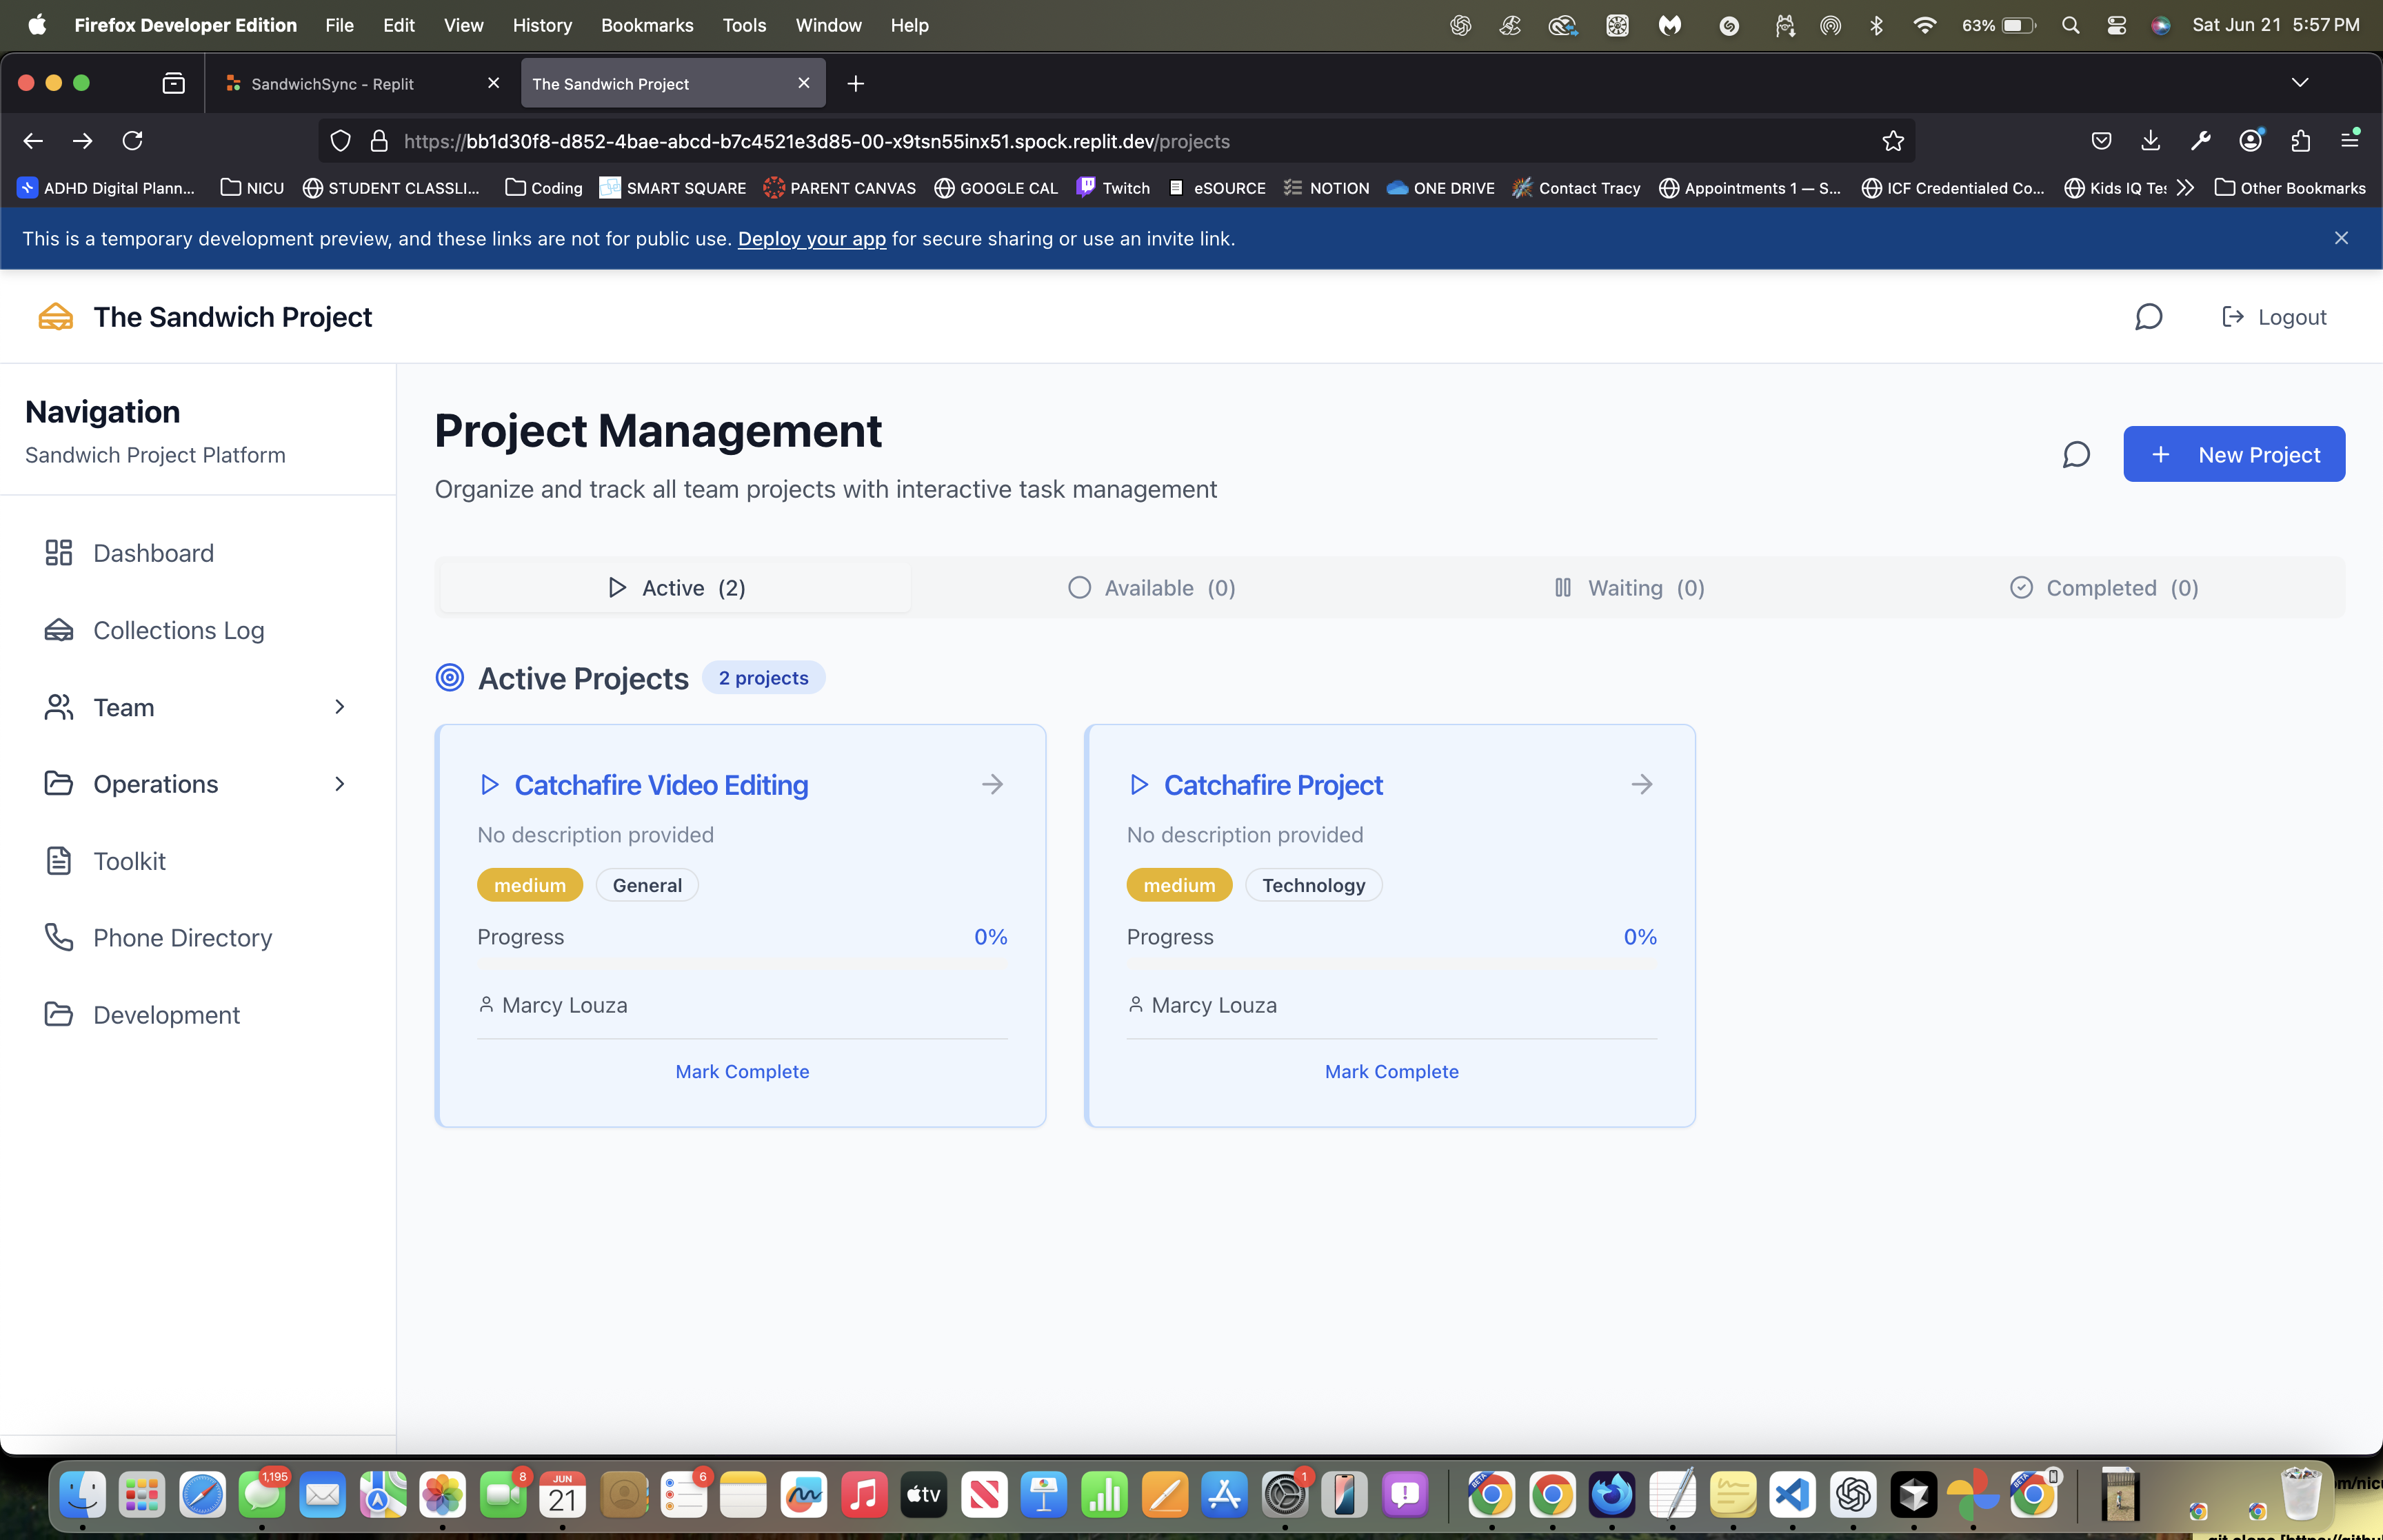 Firefox Developer Edition File Edit View History Bookmarks Tools Window Help 63% Sat Jun 21 5:57 PM
SandwichSync - Replit The Sandwich Project
https://bb1d30f8-d852-4bae-abcd-b7c4521e3d85-00-x9tsn55inx51.spock.replit.dev/projects
ADHD Digital Plann... NICU STUDENT CLASSLI... Coding SMART SQUARE PARENT CANVAS GOOGLE CAL Twitch eSOURCE NOTION ONE DRIVE Contact Tracy Appointments 1 — S... ICF Credentialed Co... Kids IQ Tes Other Bookmarks
This is a temporary development preview, and these links are not for public use. Deploy your app for secure sharing or use an invite link.
The Sandwich Project
Logout
Navigation
Sandwich Project Platform
Dashboard
Collections Log
Team
Operations
Toolkit
Phone Directory
Development
Project Management
Organize and track all team projects with interactive task management
New Project
Active (2) Available (0) Waiting (0) Completed (0)
Active Projects 2 projects
Catchafire Video Editing
No description provided
medium General
Progress 0%
Marcy Louza
Mark Complete
Catchafire Project
No description provided
medium Technology
Progress 0%
Marcy Louza
Mark Complete
1,195
8
JUN
21
6
tv
1
BETA
BETA